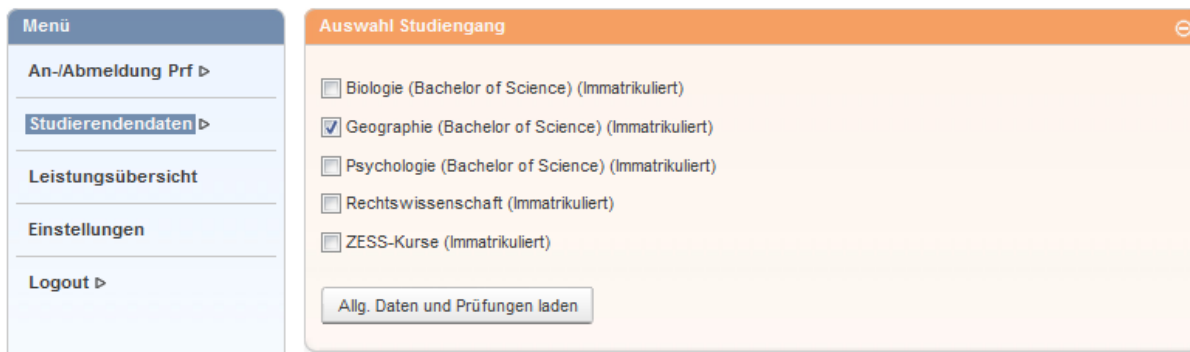 Menü
An-/Abmeldung Prf
Studierendendaten
Leistungsübersicht
Einstellungen
Logout
Auswahl Studiengang
Biologie (Bachelor of Science) (Immatrikuliert)
Geographie (Bachelor of Science) (Immatrikuliert)
Psychologie (Bachelor of Science) (Immatrikuliert)
Rechtswissenschaft (Immatrikuliert)
ZESS-Kurse (Immatrikuliert)
Allg. Daten und Prüfungen laden